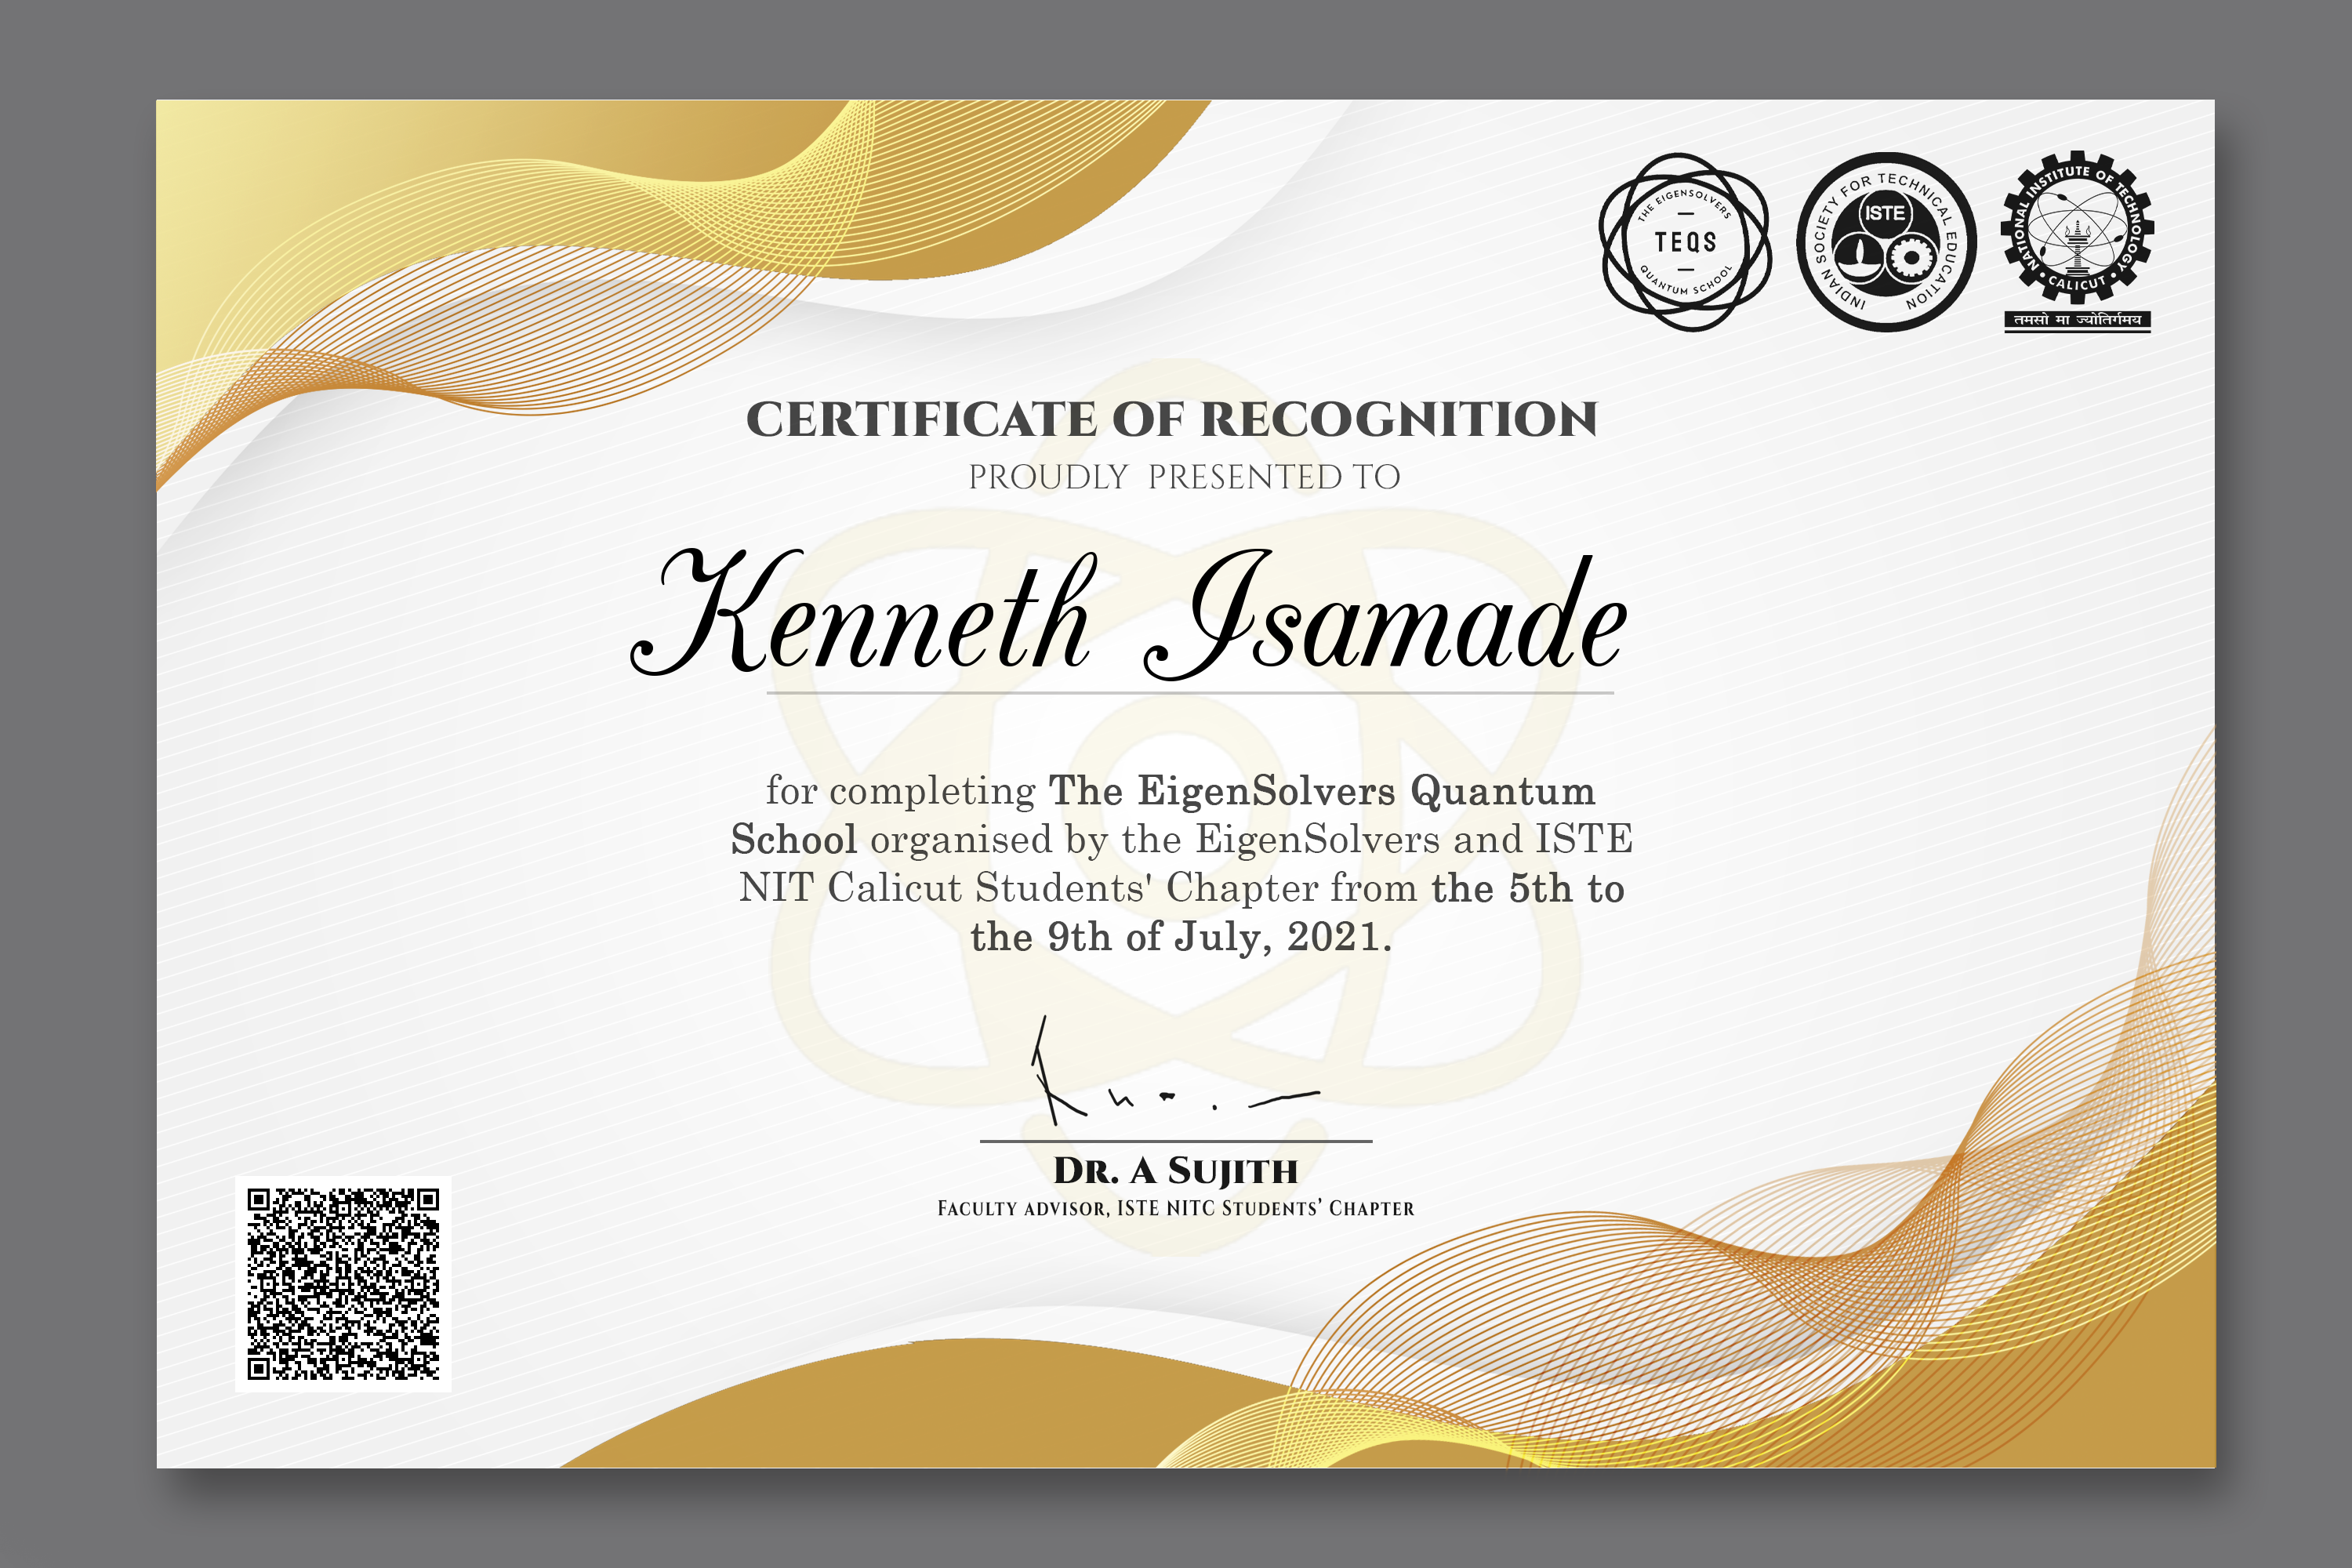 THE EIGENSOLVERS
TEQS
QUANTUM SCHOOL
INDIAN SOCIETY FOR TECHNICAL EDUCATION
ISTE
NATIONAL INSTITUTE OF TECHNOLOGY
• CALICUT •
तमसो मा ज्योतिर्गमय
CERTIFICATE OF RECOGNITION
PROUDLY PRESENTED TO
Kenneth Isamade
for completing The EigenSolvers Quantum
School organised by the EigenSolvers and ISTE
NIT Calicut Students' Chapter from the 5th to
the 9th of July, 2021.
DR. A SUJITH
FACULTY ADVISOR, ISTE NITC STUDENTS' CHAPTER